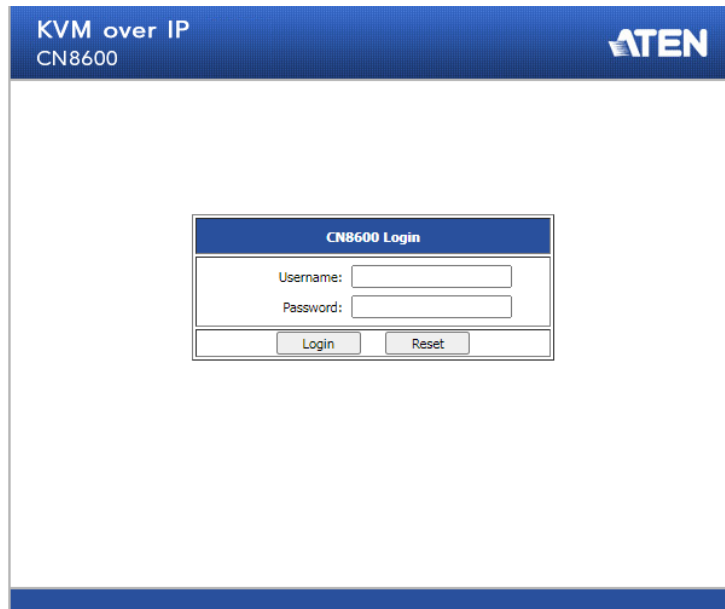 KVM over IP
CN8600
ATEN
CN8600 Login
Username:
Password:
Login Reset